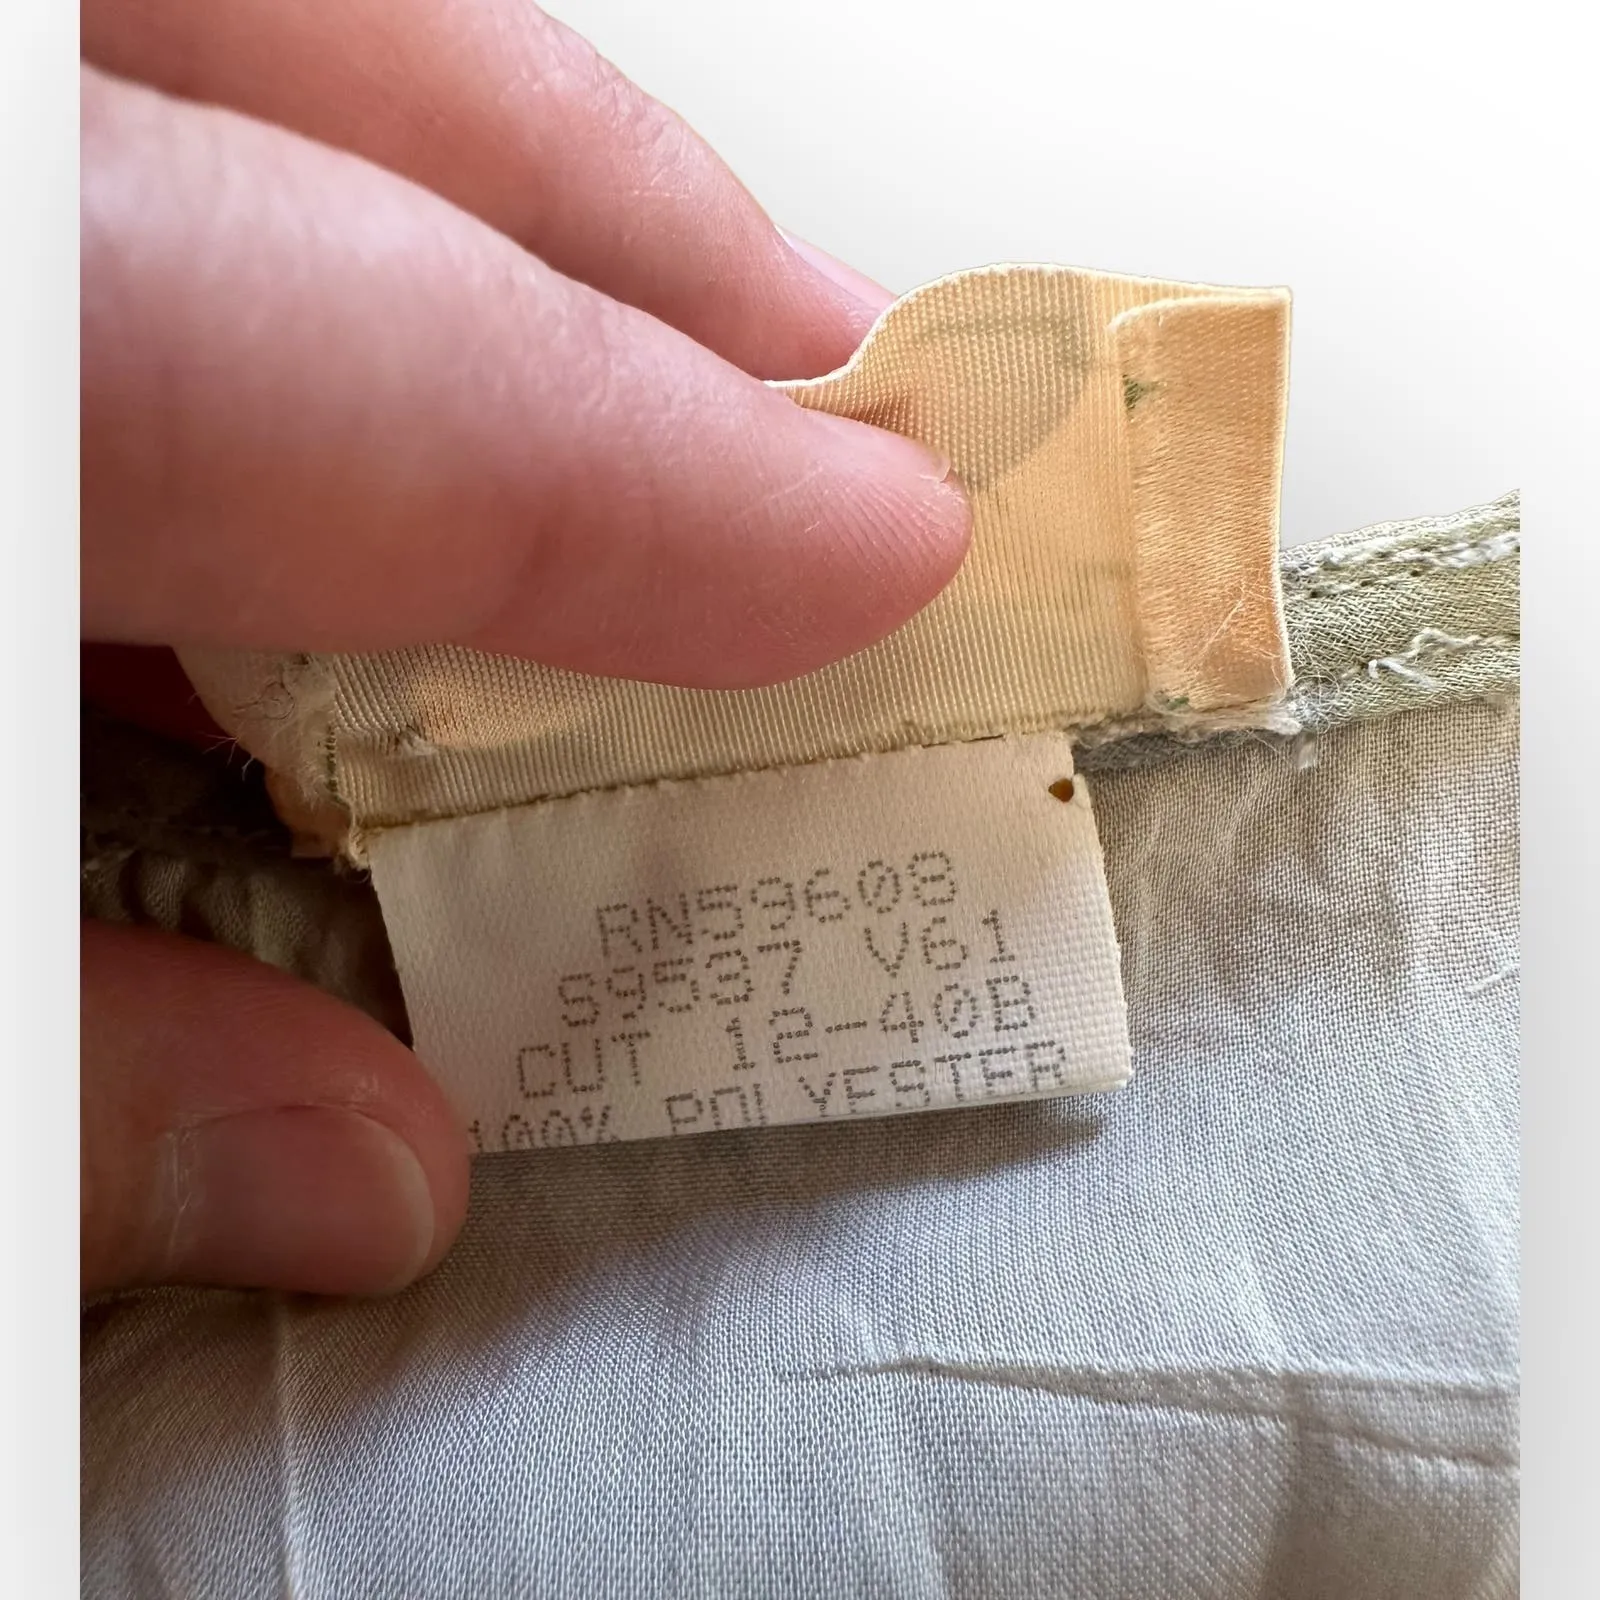 RN59608
S9537 V61
CUT 12-40B
100% POLYESTER